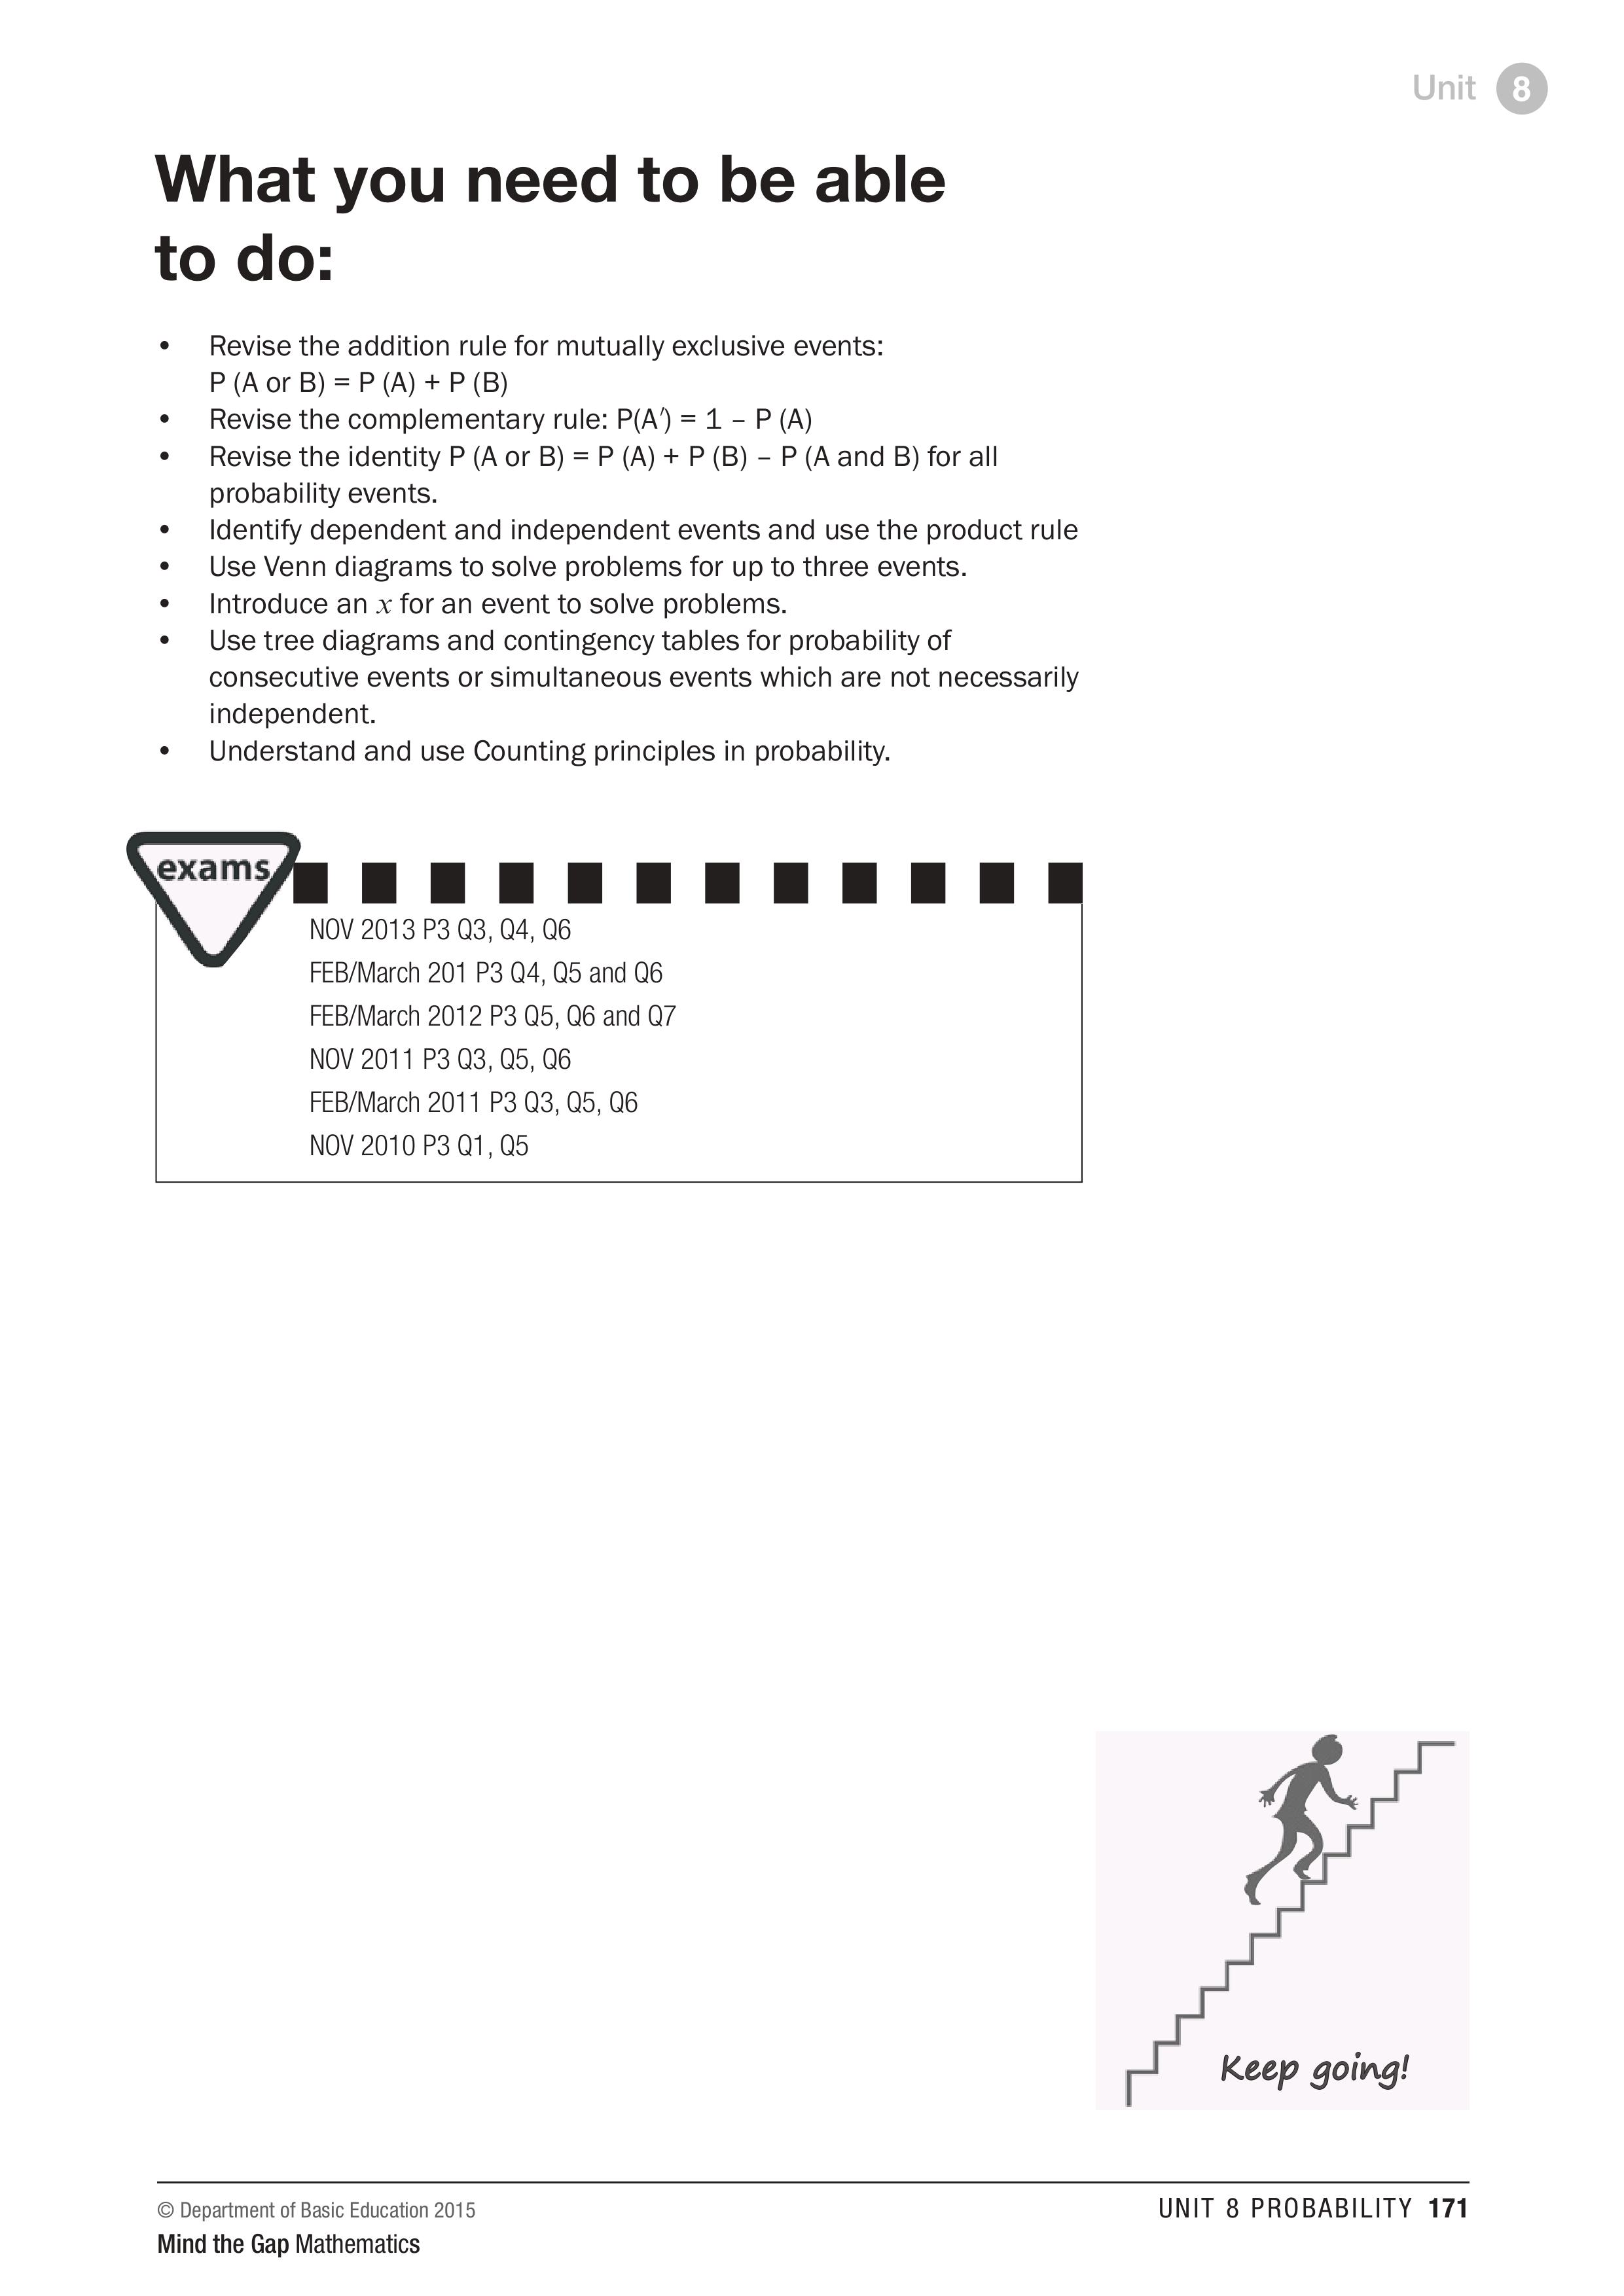 Unit 8
What you need to be able
to do:
• Revise the addition rule for mutually exclusive events:
P (A or B) = P (A) + P (B)
• Revise the complementary rule: P(A′) = 1 – P (A)
• Revise the identity P (A or B) = P (A) + P (B) – P (A and B) for all
probability events.
• Identify dependent and independent events and use the product rule
• Use Venn diagrams to solve problems for up to three events.
• Introduce an x for an event to solve problems.
• Use tree diagrams and contingency tables for probability of
consecutive events or simultaneous events which are not necessarily
independent.
• Understand and use Counting principles in probability.
exams
NOV 2013 P3 Q3, Q4, Q6
FEB/March 201 P3 Q4, Q5 and Q6
FEB/March 2012 P3 Q5, Q6 and Q7
NOV 2011 P3 Q3, Q5, Q6
FEB/March 2011 P3 Q3, Q5, Q6
NOV 2010 P3 Q1, Q5
Keep going!
© Department of Basic Education 2015
Mind the Gap Mathematics
UNIT 8 PROBABILITY 171